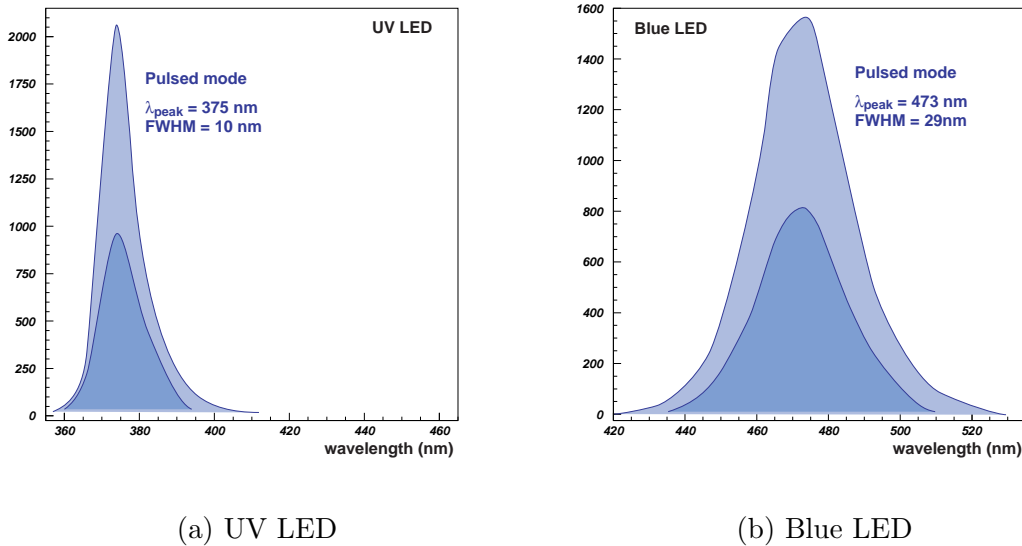 UV LED
Pulsed mode
λpeak = 375 nm
FWHM = 10 nm
2000
1750
1500
1250
1000
750
500
250
0
360 380 400 420 440 460
wavelength (nm)
(a) UV LED
Blue LED
Pulsed mode
λpeak = 473 nm
FWHM = 29nm
1600
1400
1200
1000
800
600
400
200
0
420 440 460 480 500 520
wavelength (nm)
(b) Blue LED